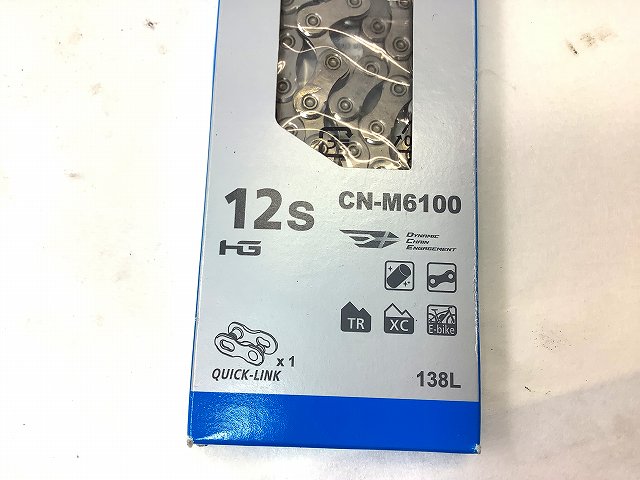 12s
CN-M6100
HG
DYNAMIC
CHAIN
ENGAGEMENT
TR
XC
E-bike
x 1
QUICK-LINK
138L